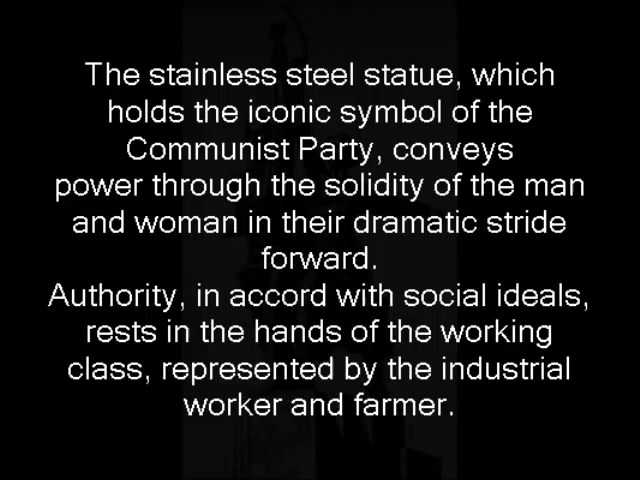 The stainless steel statue, which
holds the iconic symbol of the
Communist Party, conveys
power through the solidity of the man
and woman in their dramatic stride
forward.
Authority, in accord with social ideals,
rests in the hands of the working
class, represented by the industrial
worker and farmer.